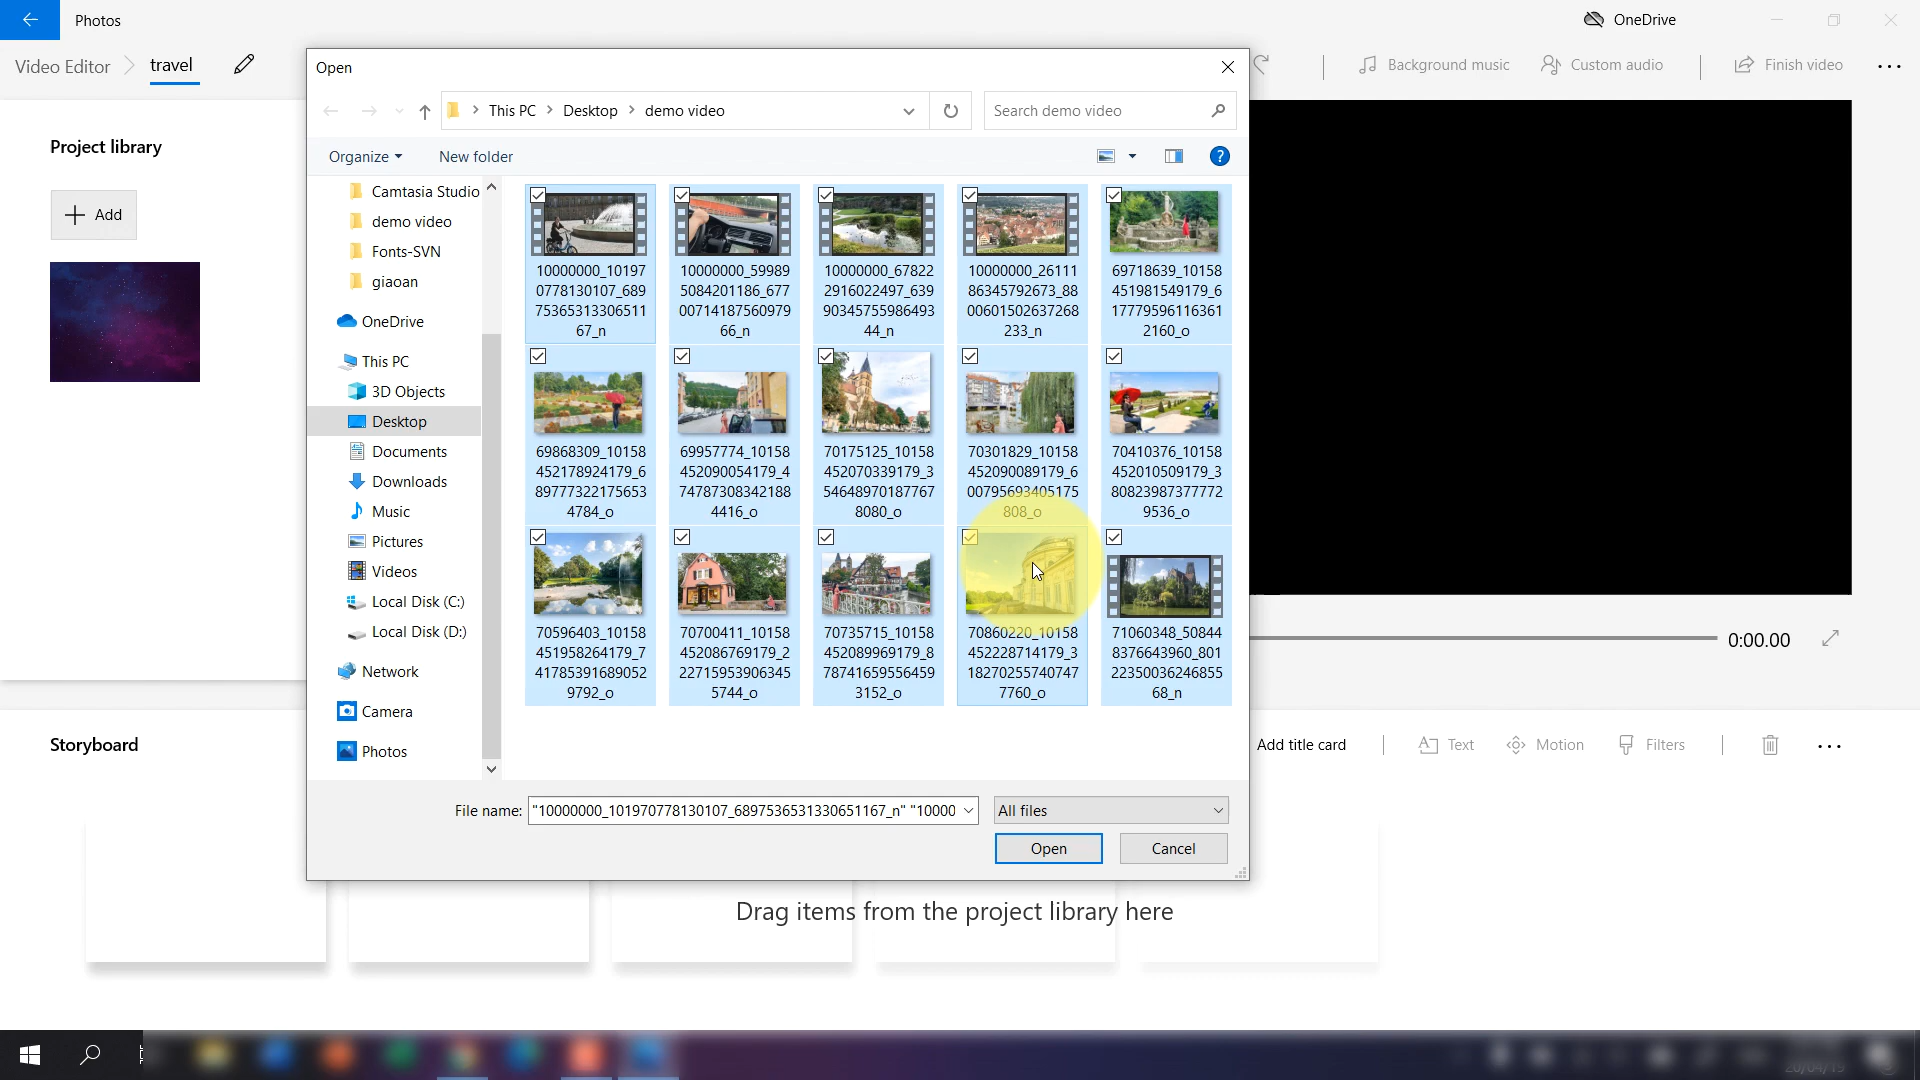 Photos
OneDrive
Video Editor
travel
Background music
Custom audio
Finish video
Project library
Add
Open
This PC
Desktop
demo video
Search demo video
Organize
New folder
Camtasia Studio
demo video
Fonts-SVN
giaoan
OneDrive
This PC
3D Objects
Desktop
Documents
Downloads
Music
Pictures
Videos
Local Disk (C:)
Local Disk (D:)
Network
Camera
Photos
10000000_10197
0778130107_689
75365313306511
67_n
10000000_59989
5084201186_677
00714187560979
66_n
10000000_67822
2916022497_639
90345755986493
44_n
10000000_26111
86345792673_88
00601502637268
233_n
69718639_10158
451981549179_6
17779596116361
2160_o
69868309_10158
452178924179_6
89777322175653
4784_o
69957774_10158
452090054179_4
74787308342188
4416_o
70175125_10158
452070339179_3
54648970187767
8080_o
70301829_10158
452090089179_6
00795693405175
808_o
70410376_10158
452010509179_3
80823987377772
9536_o
70596403_10158
451958264179_7
41785391689052
9792_o
70700411_10158
452086769179_2
22715953906345
5744_o
70735715_10158
452089969179_8
78741659556459
3152_o
70860220_10158
452228714179_3
18270255740747
7760_o
71060348_50844
8376643960_801
22350036246855
68_n
File name:
"10000000_101970778130107_6897536531330651167_n" "10000
All files
Open
Cancel
0:00.00
Storyboard
Add title card
Text
Motion
Filters
Drag items from the project library here